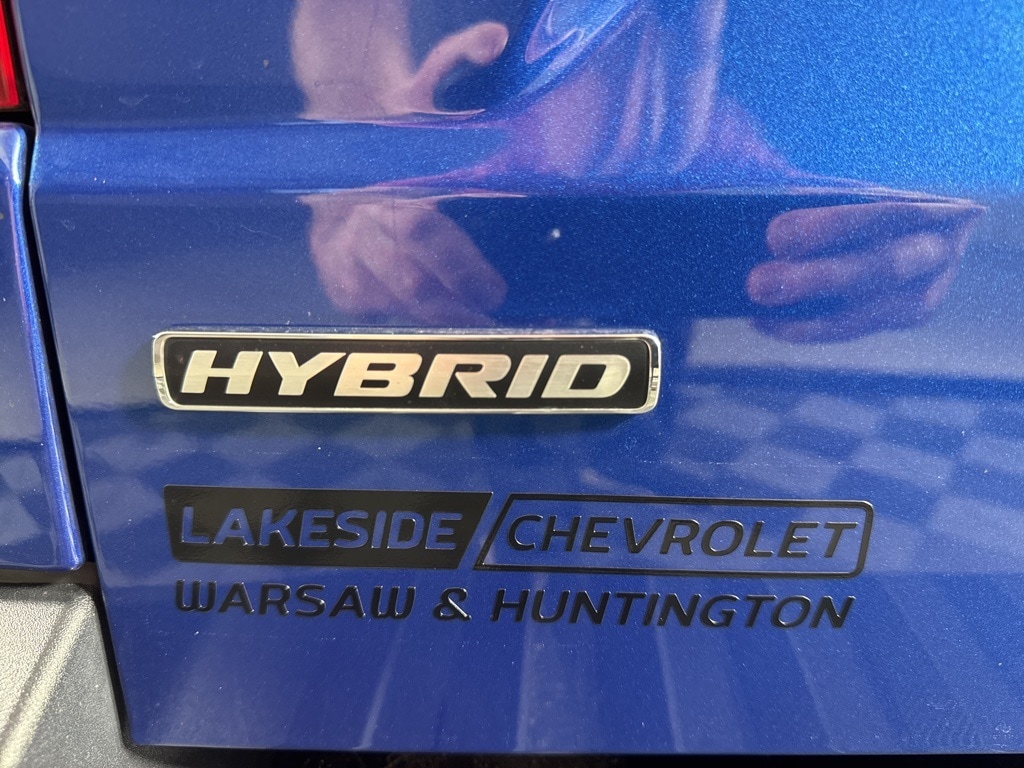 HYBRID
LAKESIDE CHEVROLET
WARSAW & HUNTINGTON